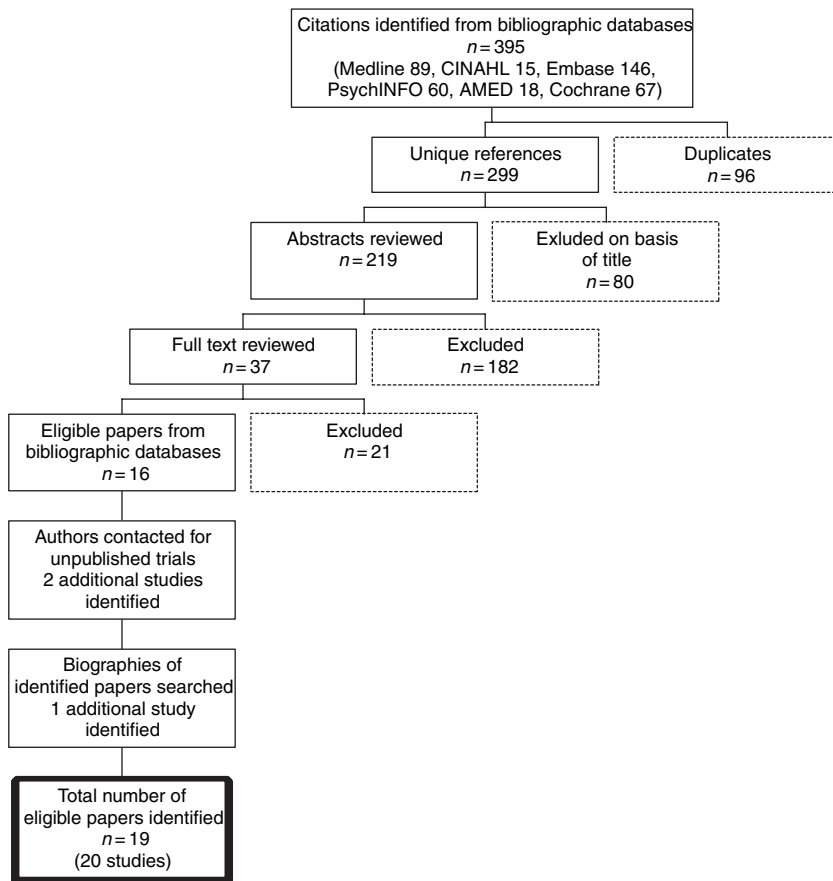 Citations identified from bibliographic databases
n = 395
(Medline 89, CINAHL 15, Embase 146,
PsychINFO 60, AMED 18, Cochrane 67)
Unique references
n = 299
Duplicates
n = 96
Abstracts reviewed
n = 219
Exluded on basis
of title
n = 80
Full text reviewed
n = 37
Excluded
n = 182
Eligible papers from
bibliographic databases
n = 16
Excluded
n = 21
Authors contacted for
unpublished trials
2 additional studies
identified
Biographies of
identified papers searched
1 additional study
identified
Total number of
eligible papers identified
n = 19
(20 studies)